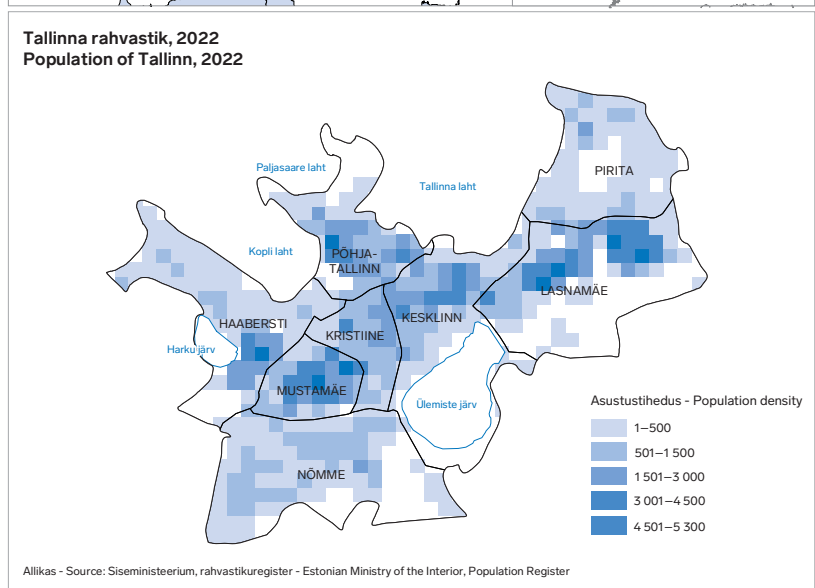 Tallinna rahvastik, 2022
Population of Tallinn, 2022
PIRITA
Paljasaare laht
Tallinna laht
Kopli laht
PÕHJA-
TALLINN
LASNAMÄE
HAABERSTI
KESKLINN
KRISTIINE
Harku järv
MUSTAMÄE
Ülemiste järv
NÕMME
Asustustihedus - Population density
1–500
501–1 500
1 501–3 000
3 001–4 500
4 501–5 300
Allikas - Source: Siseministeerium, rahvastikuregister - Estonian Ministry of the Interior, Population Register